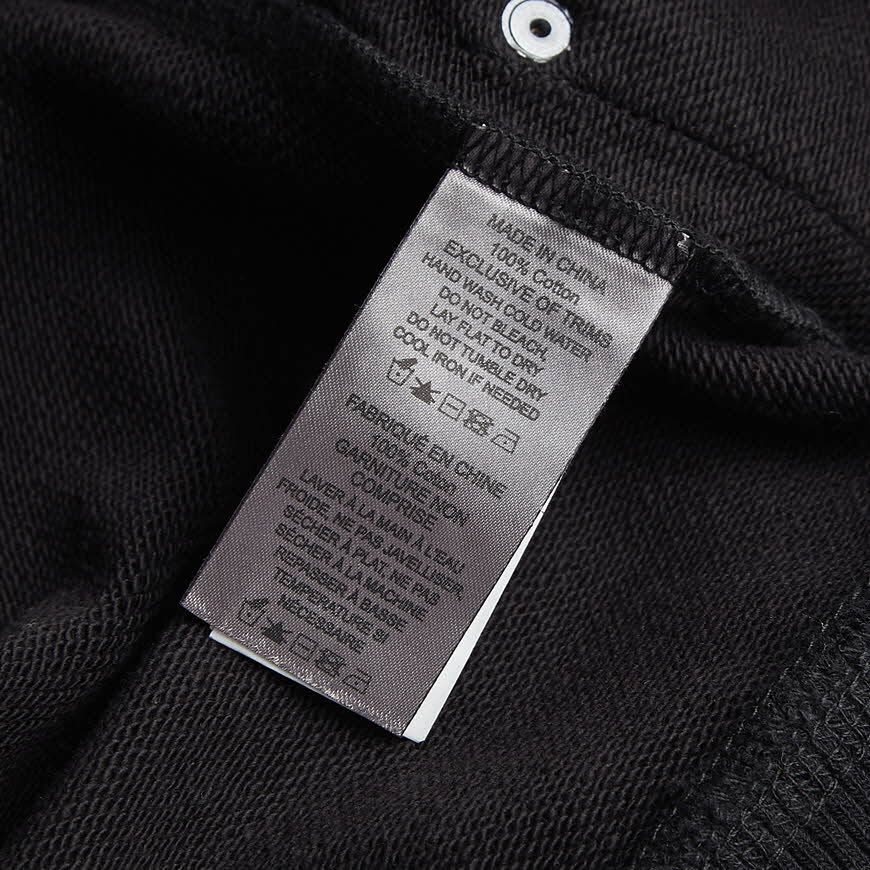 MADE IN CHINA
100% Cotton
EXCLUSIVE OF TRIMS
HAND WASH COLD WATER
DO NOT BLEACH,
LAY FLAT TO DRY
DO NOT TUMBLE DRY
COOL IRON IF NEEDED
FABRIQUÉ EN CHINE
100% Coton
GARNITURE NON
COMPRISE
LAVER À LA MAIN À L'EAU
FROIDE, NE PAS JAVELLISER,
SÉCHER À PLAT, NE PAS
SÉCHER À LA MACHINE
REPASSER À BASSE
TEMPERATURE SI
NÉCESSAIRE